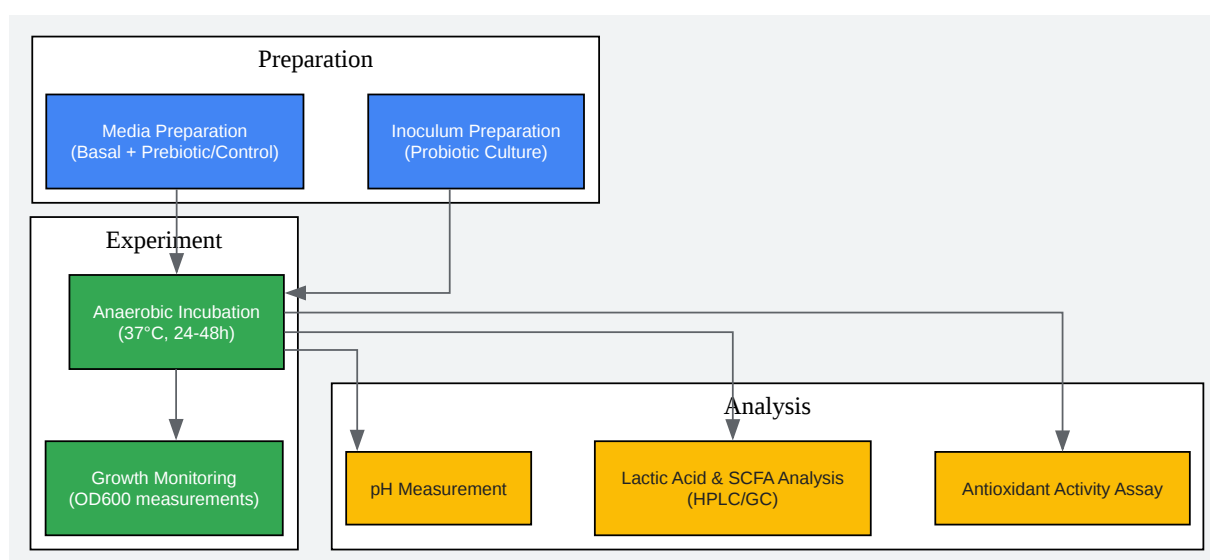 Preparation
Media Preparation
(Basal + Prebiotic/Control)
Inoculum Preparation
(Probiotic Culture)
Experiment
Anaerobic Incubation
(37°C, 24-48h)
Growth Monitoring
(OD600 measurements)
Analysis
pH Measurement
Lactic Acid & SCFA Analysis
(HPLC/GC)
Antioxidant Activity Assay